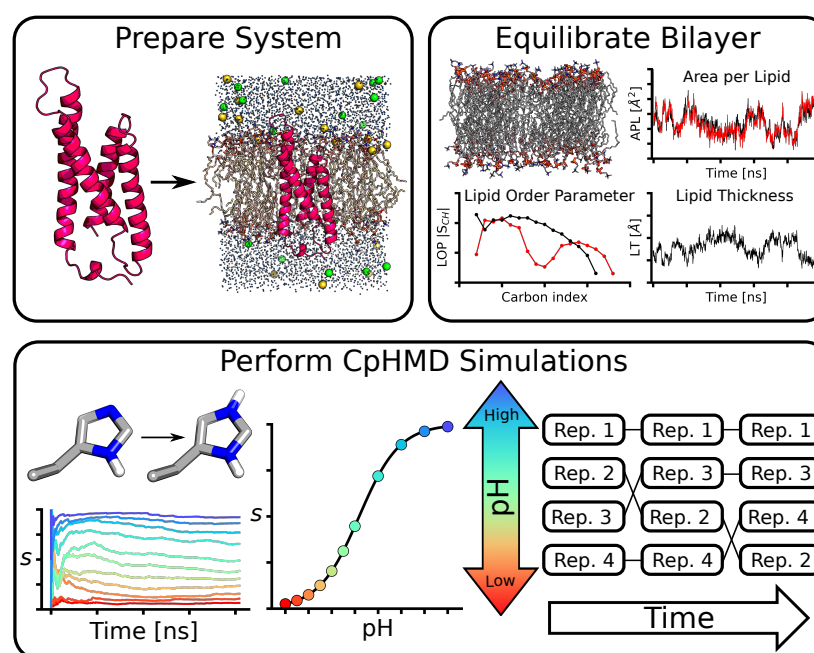 Prepare System
Equilibrate Bilayer
Area per Lipid
APL [Å²]
Time [ns]
Lipid Order Parameter
LOP |S_CH|
Carbon index
Lipid Thickness
LT [Å]
Time [ns]
Perform CpHMD Simulations
s
Time [ns]
s
pH
High
pH
Low
Rep. 1 Rep. 1 Rep. 1
Rep. 2 Rep. 3 Rep. 3
Rep. 3 Rep. 2 Rep. 4
Rep. 4 Rep. 4 Rep. 2
Time